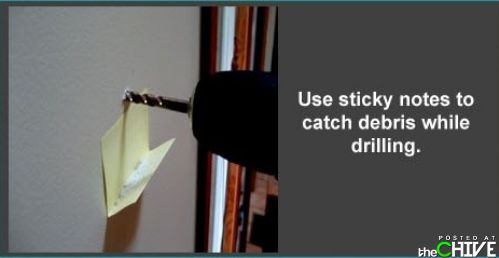 Use sticky notes to
catch debris while
drilling.
POSTED AT
theCHIVE